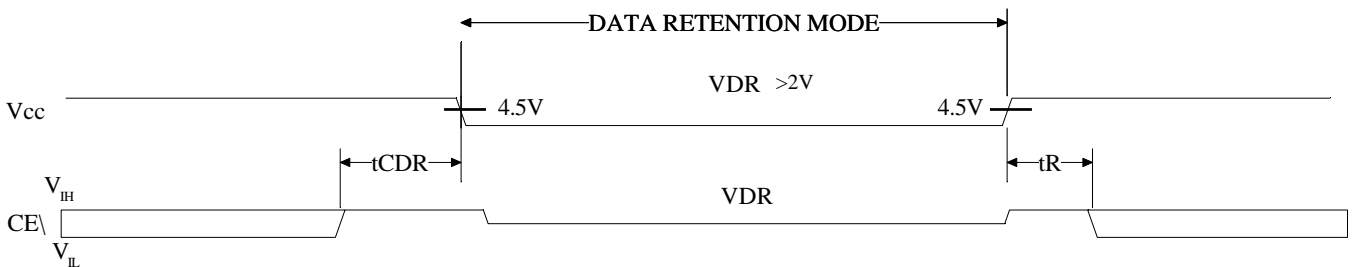 DATA RETENTION MODE
VDR >2V
Vcc
4.5V
4.5V
tCDR
tR
VIH
VDR
CE\
VIL